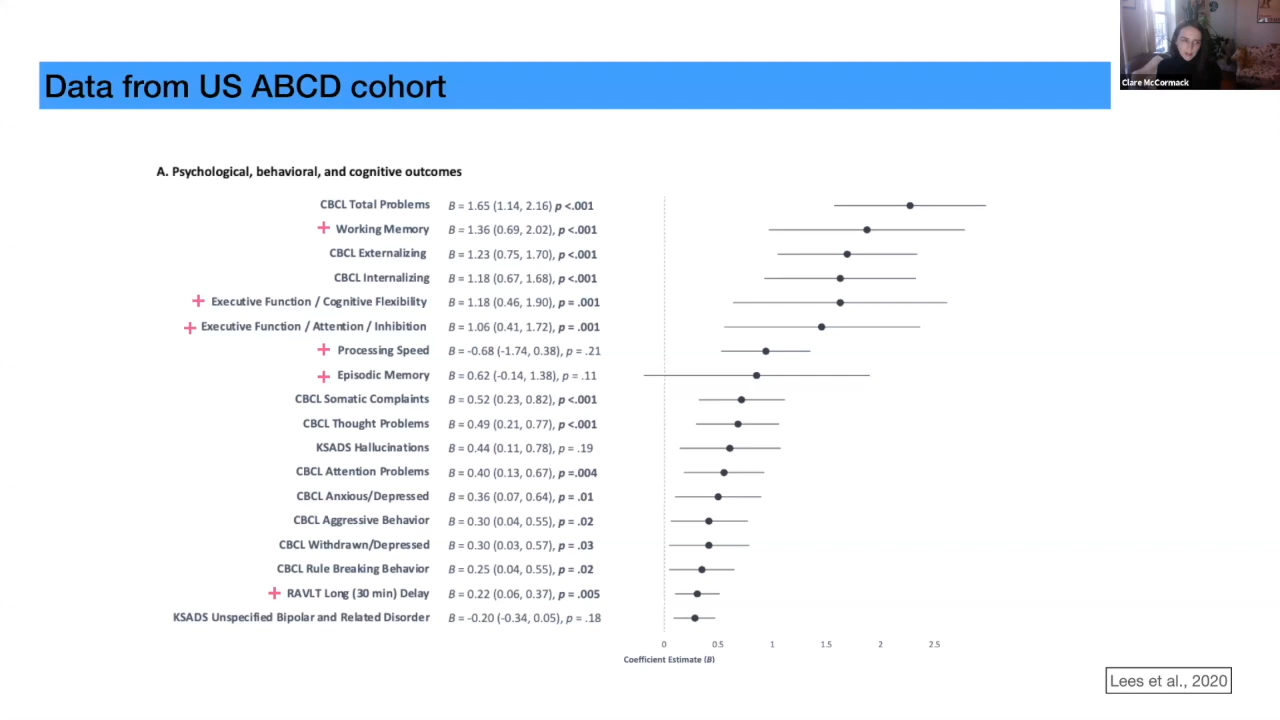 Data from US ABCD cohort
Clare McCormack
A. Psychological, behavioral, and cognitive outcomes
CBCL Total Problems B = 1.65 (1.14, 2.16) p <.001
+ Working Memory B = 1.36 (0.69, 2.02), p <.001
CBCL Externalizing B = 1.23 (0.75, 1.70), p <.001
CBCL Internalizing B = 1.18 (0.67, 1.68), p <.001
+ Executive Function / Cognitive Flexibility B = 1.18 (0.46, 1.90), p = .001
+ Executive Function / Attention / Inhibition B = 1.06 (0.41, 1.72), p = .001
+ Processing Speed B = -0.68 (-1.74, 0.38), p = .21
+ Episodic Memory B = 0.62 (-0.14, 1.38), p = .11
CBCL Somatic Complaints B = 0.52 (0.23, 0.82), p <.001
CBCL Thought Problems B = 0.49 (0.21, 0.77), p <.001
KSADS Hallucinations B = 0.44 (0.11, 0.78), p = .19
CBCL Attention Problems B = 0.40 (0.13, 0.67), p =.004
CBCL Anxious/Depressed B = 0.36 (0.07, 0.64), p = .01
CBCL Aggressive Behavior B = 0.30 (0.04, 0.55), p = .02
CBCL Withdrawn/Depressed B = 0.30 (0.03, 0.57), p = .03
CBCL Rule Breaking Behavior B = 0.25 (0.04, 0.55), p = .02
+ RAVLT Long (30 min) Delay B = 0.22 (0.06, 0.37), p =.005
KSADS Unspecified Bipolar and Related Disorder B = -0.20 (-0.34, 0.05), p = .18
0 0.5 1 1.5 2 2.5
Coefficient Estimate (B)
Lees et al., 2020